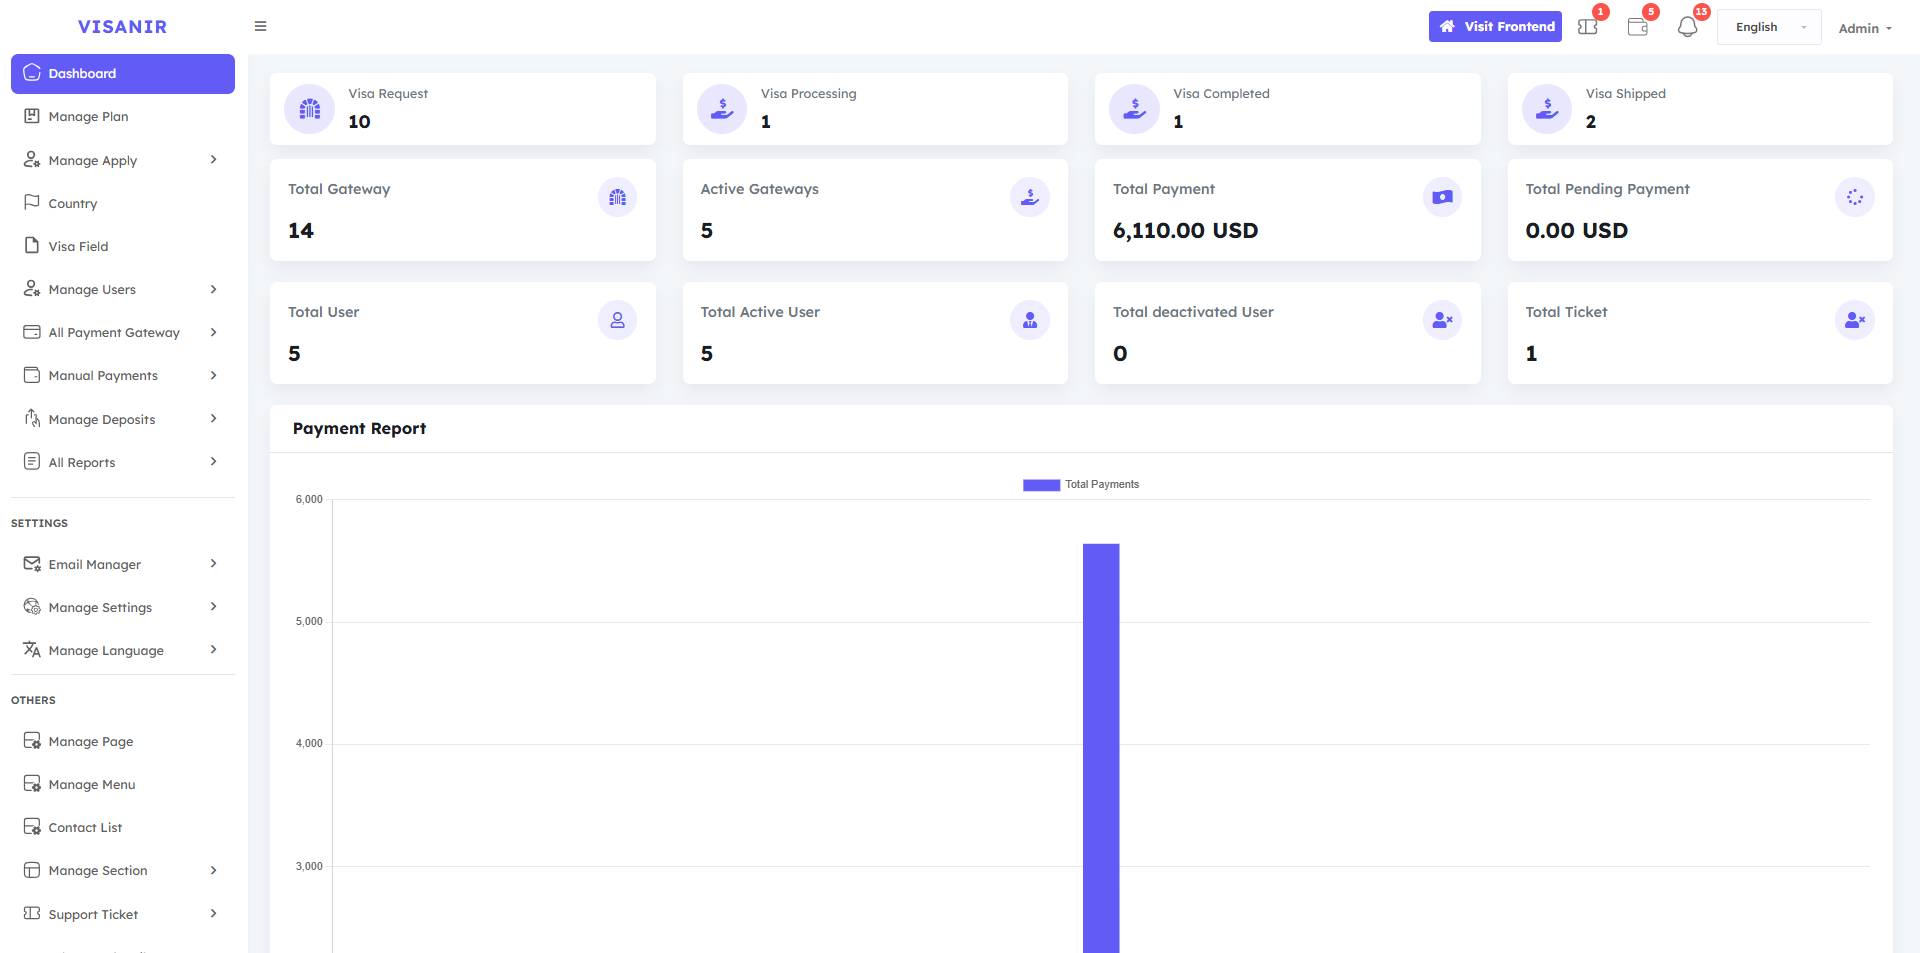 VISANIR
Visit Frontend
1
5
13
English
Admin
Dashboard
Manage Plan
Manage Apply
Country
Visa Field
Manage Users
All Payment Gateway
Manual Payments
Manage Deposits
All Reports
SETTINGS
Email Manager
Manage Settings
Manage Language
OTHERS
Manage Page
Manage Menu
Contact List
Manage Section
Support Ticket
Visa Request
10
Visa Processing
1
Visa Completed
1
Visa Shipped
2
Total Gateway
14
Active Gateways
5
Total Payment
6,110.00 USD
Total Pending Payment
0.00 USD
Total User
5
Total Active User
5
Total deactivated User
0
Total Ticket
1
Payment Report
Total Payments
6,000
5,000
4,000
3,000